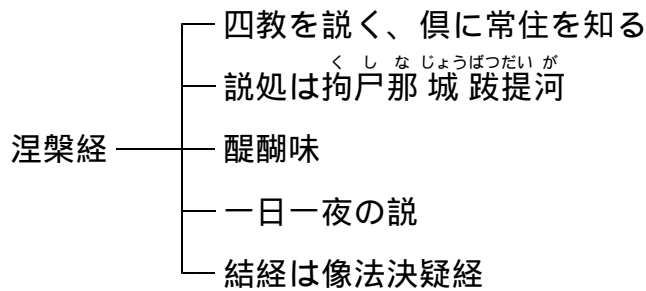 四教を説く、倶に常住を知る
く し な じょうばつだい が
説処は拘尸那城跋提河
涅槃経
醍醐味
一日一夜の説
結経は像法決疑経